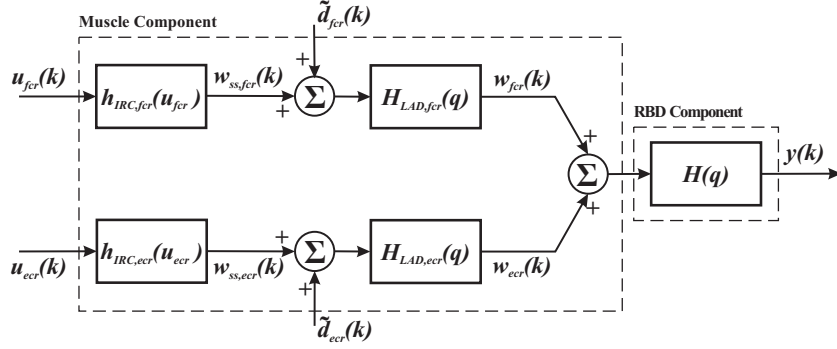 Muscle Component
d̃_fcr(k)
u_fcr(k)
h_IRC,fcr(u_fcr)
w_ss,fcr(k)
+
+
Σ
H_LAD,fcr(q)
w_fcr(k)
RBD Component
+
Σ
+
H(q)
y(k)
u_ecr(k)
h_IRC,ecr(u_ecr)
w_ss,ecr(k)
+
Σ
+
H_LAD,ecr(q)
w_ecr(k)
d̃_ecr(k)